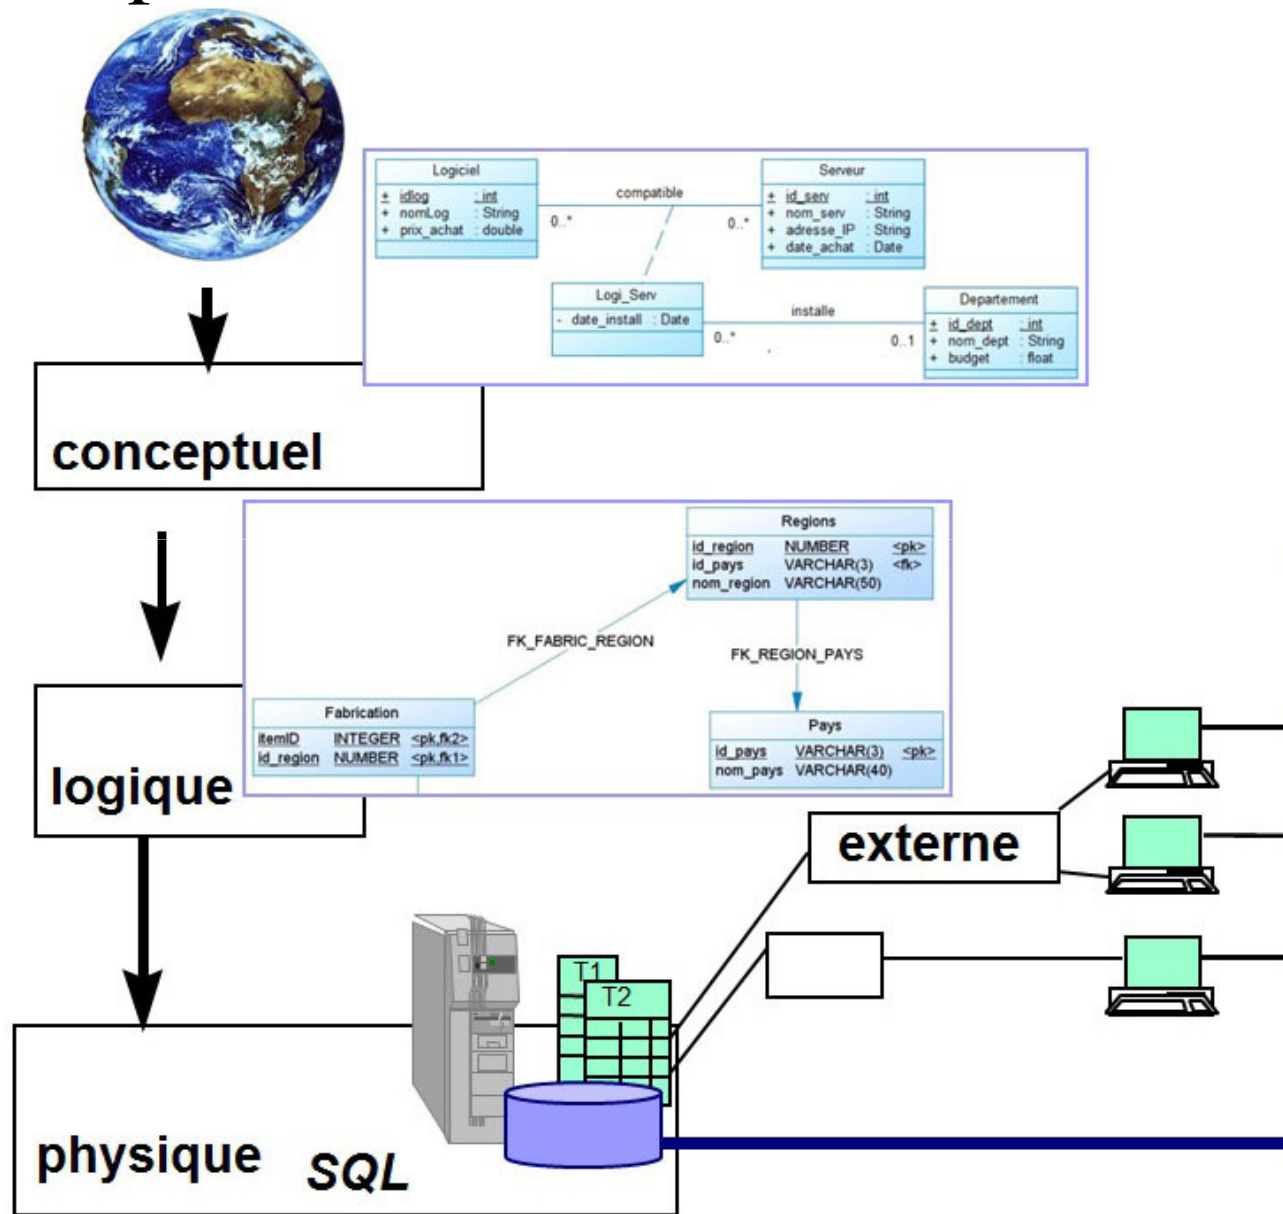 Logiciel
+ idlog : int
+ nomLog : String
+ prix_achat : double
compatible
0..*
0..*
Serveur
+ id_serv : int
+ nom_serv : String
+ adresse_IP : String
+ date_achat : Date
Logi_Serv
- date_install : Date
installe
0..*
0..1
Departement
+ id_dept : int
+ nom_dept : String
+ budget : float
conceptuel
Regions
id_region NUMBER <pk>
id_pays VARCHAR(3) <fk>
nom_region VARCHAR(50)
FK_FABRIC_REGION
FK_REGION_PAYS
Fabrication
itemID INTEGER <pk,fk2>
id_region NUMBER <pk,fk1>
Pays
id_pays VARCHAR(3) <pk>
nom_pays VARCHAR(40)
logique
externe
T1
T2
physique SQL